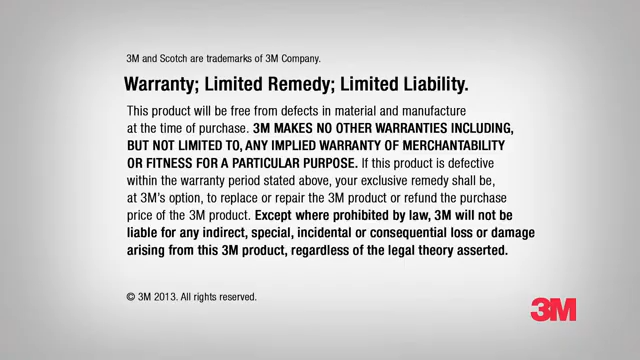 3M and Scotch are trademarks of 3M Company.
Warranty; Limited Remedy; Limited Liability.
This product will be free from defects in material and manufacture
at the time of purchase. 3M MAKES NO OTHER WARRANTIES INCLUDING,
BUT NOT LIMITED TO, ANY IMPLIED WARRANTY OF MERCHANTABILITY
OR FITNESS FOR A PARTICULAR PURPOSE. If this product is defective
within the warranty period stated above, your exclusive remedy shall be,
at 3M's option, to replace or repair the 3M product or refund the purchase
price of the 3M product. Except where prohibited by law, 3M will not be
liable for any indirect, special, incidental or consequential loss or damage
arising from this 3M product, regardless of the legal theory asserted.
© 3M 2013. All rights reserved.
3M